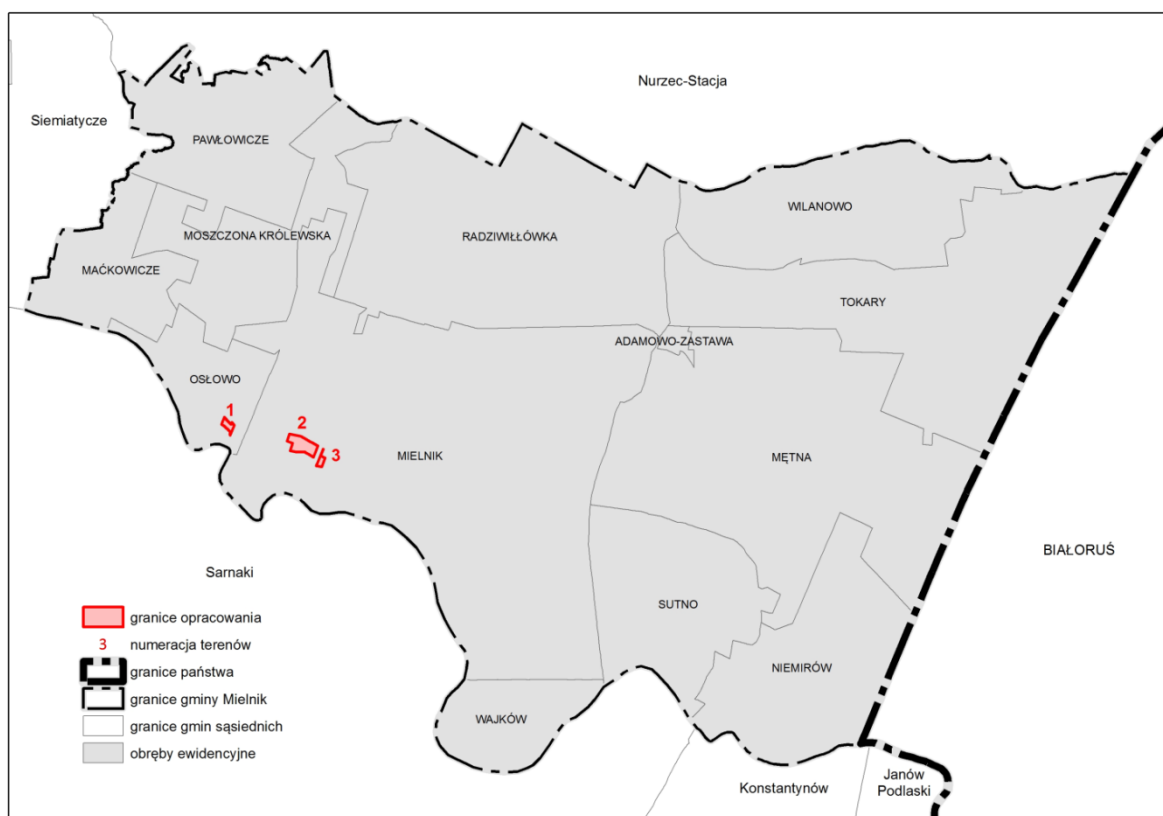 Nurzec-Stacja
Siemiatycze
PAWŁOWICZE
WILANOWO
MOSZCZONA KRÓLEWSKA
RADZIWIŁŁÓWKA
MAĆKOWICZE
TOKARY
ADAMOWO-ZASTAWA
OSŁOWO
1
2
3
MIELNIK
MĘTNA
BIAŁORUŚ
Sarnaki
SUTNO
NIEMIRÓW
WAJKÓW
granice opracowania
3 numeracja terenów
granice państwa
granice gminy Mielnik
granice gmin sąsiednich
obręby ewidencyjne
Konstantynów
Janów
Podlaski